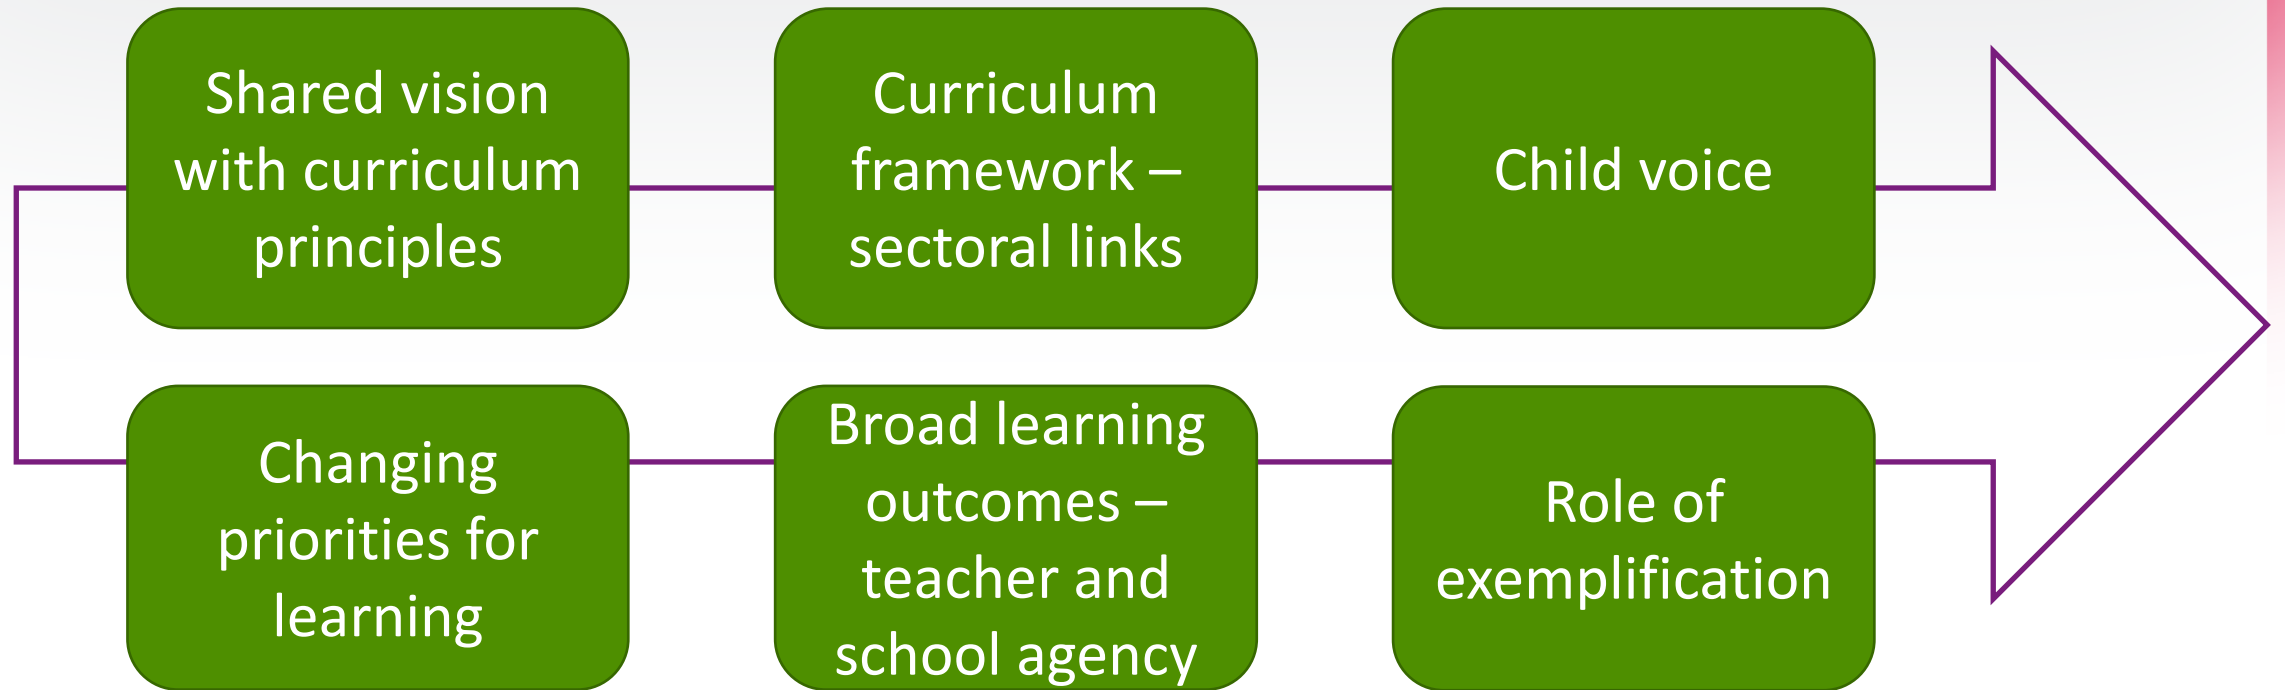 Shared vision
with curriculum
principles
Curriculum
framework –
sectoral links
Child voice
Changing
priorities for
learning
Broad learning
outcomes –
teacher and
school agency
Role of
exemplification